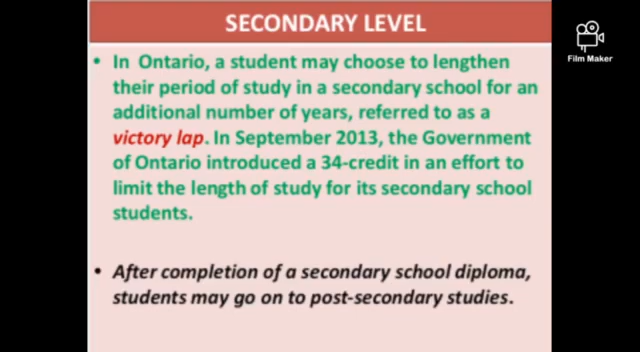 SECONDARY LEVEL
Film Maker
• In Ontario, a student may choose to lengthen
their period of study in a secondary school for an
additional number of years, referred to as a
victory lap. In September 2013, the Government
of Ontario introduced a 34-credit in an effort to
limit the length of study for its secondary school
students.
• After completion of a secondary school diploma,
students may go on to post-secondary studies.